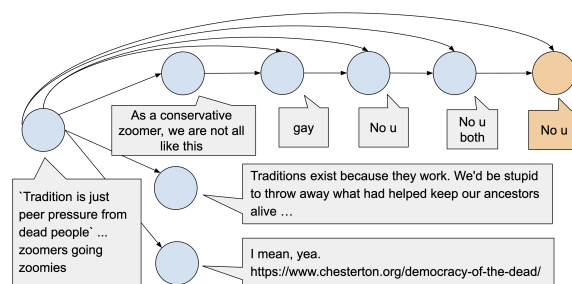 As a conservative
zoomer, we are not all
like this
gay
No u
No u
both
No u
`Tradition is just
peer pressure from
dead people` ...
zoomers going
zoomies
Traditions exist because they work. We'd be stupid
to throw away what had helped keep our ancestors
alive …
I mean, yea.
https://www.chesterton.org/democracy-of-the-dead/